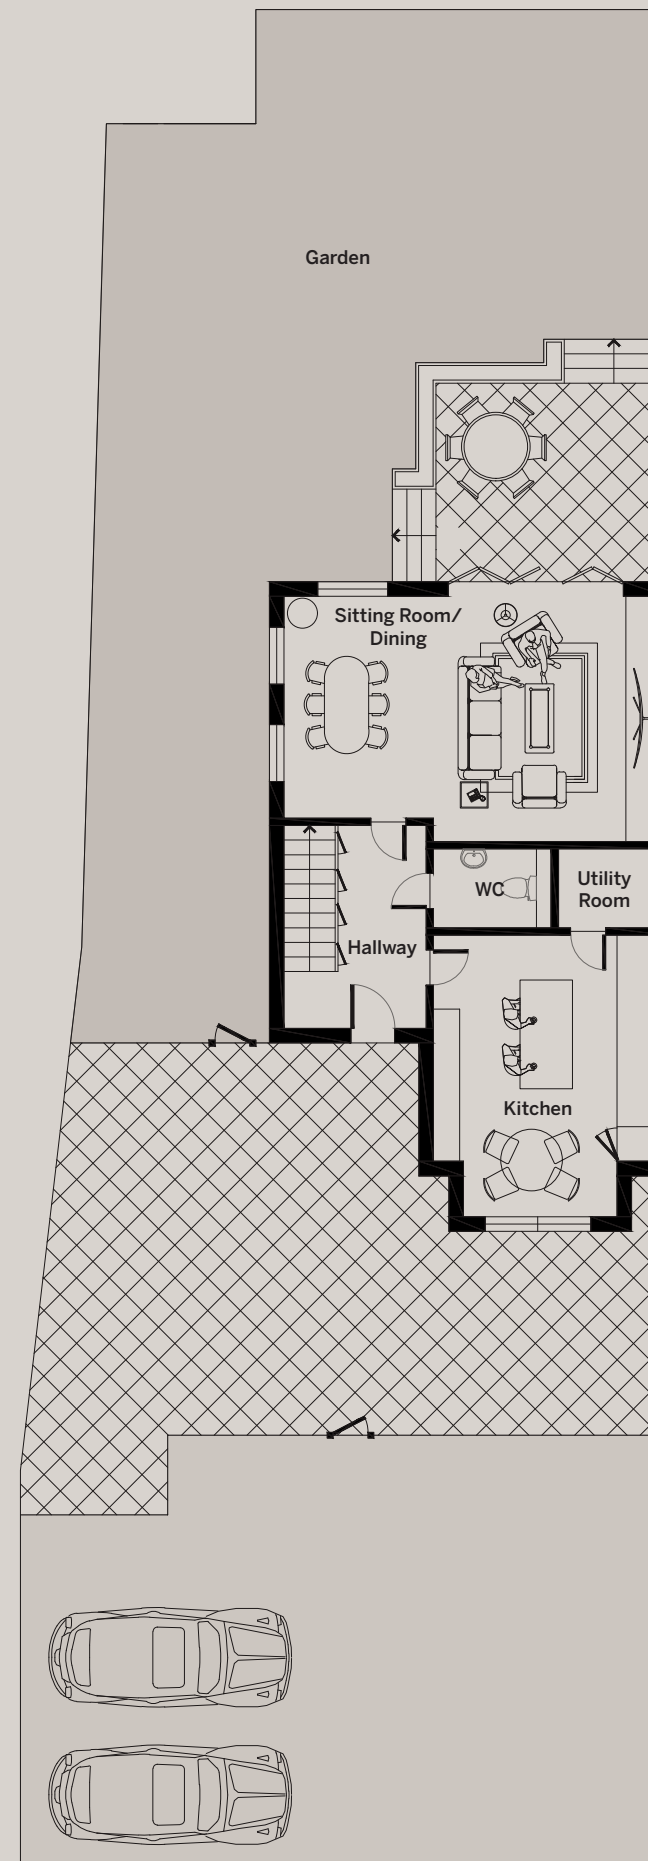 Garden
Sitting Room/
Dining
WC
Utility
Room
Hallway
Kitchen